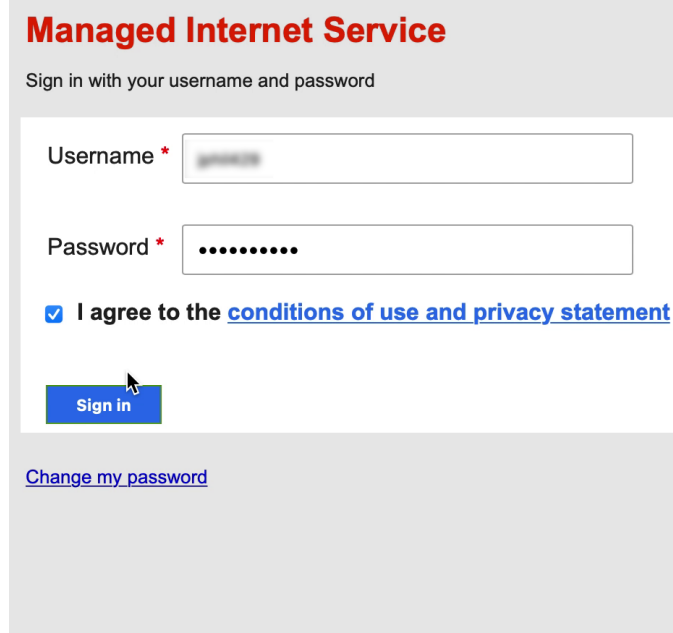 Managed Internet Service
Sign in with your username and password
Username *
Password *
I agree to the conditions of use and privacy statement
Sign in
Change my password